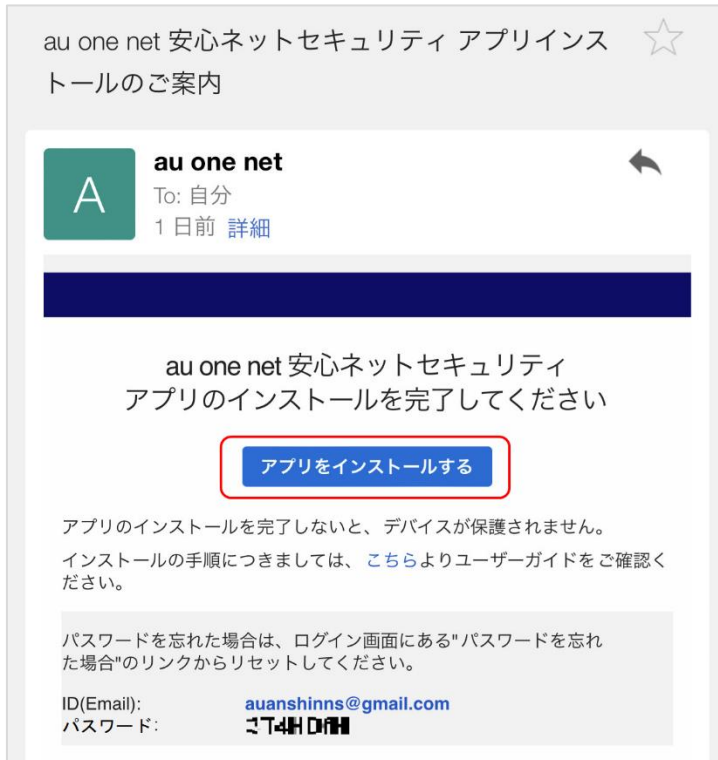 au one net 安心ネットセキュリティ アプリインス
トールのご案内
A
au one net
To: 自分
1 日前 詳細
au one net 安心ネットセキュリティ
アプリのインストールを完了してください
アプリをインストールする
アプリのインストールを完了しないと、デバイスが保護されません。
インストールの手順につきましては、 こちらよりユーザーガイドをご確認く
ださい。
パスワードを忘れた場合は、ログイン画面にある"パスワードを忘れ
た場合"のリンクからリセットしてください。
ID(Email): auanshinns@gmail.com
パスワード: